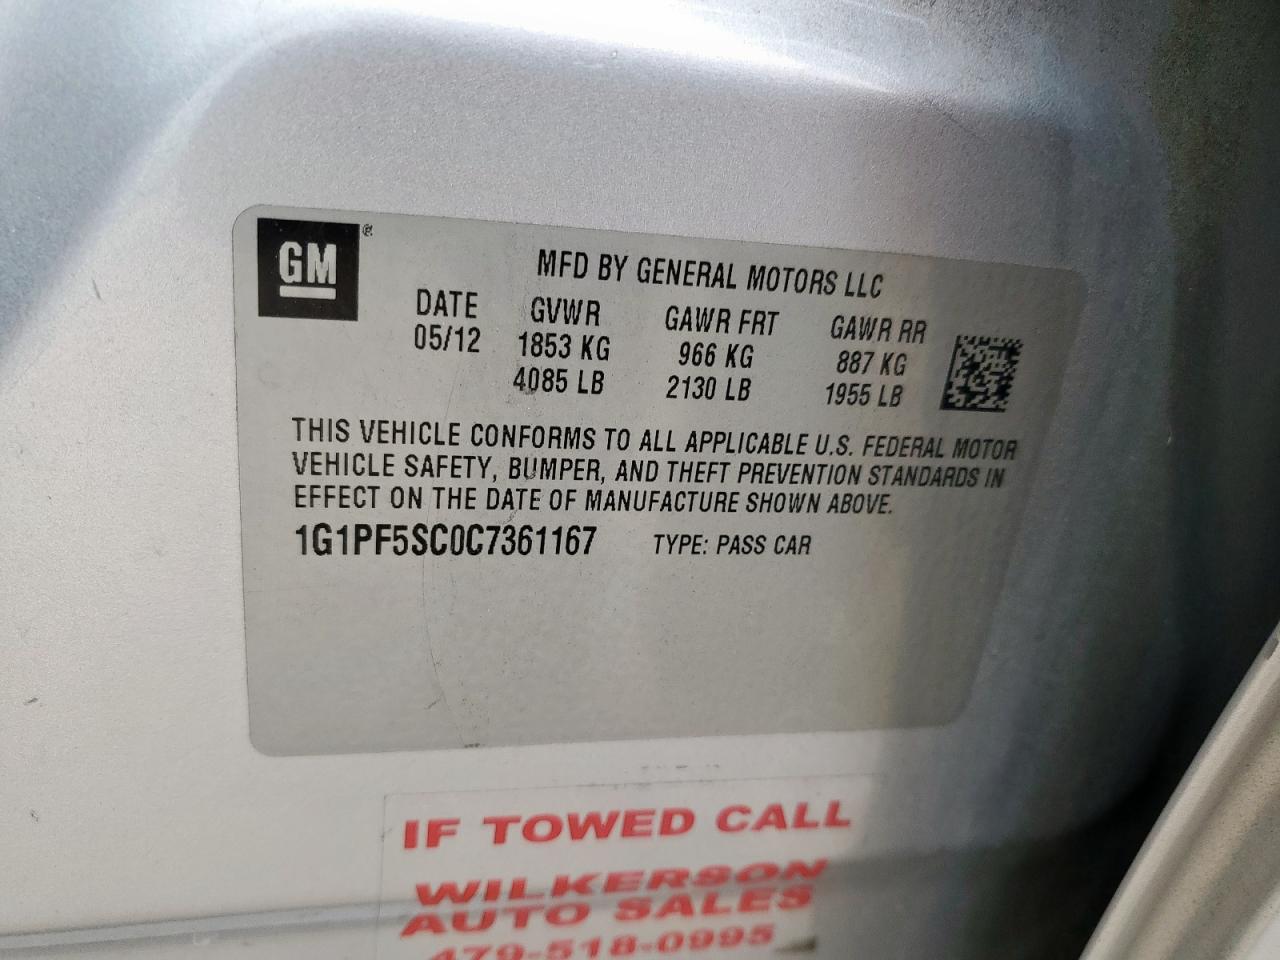 GM®
MFD BY GENERAL MOTORS LLC
DATE GVWR GAWR FRT GAWR RR
05/12 1853 KG 966 KG 887 KG
4085 LB 2130 LB 1955 LB
THIS VEHICLE CONFORMS TO ALL APPLICABLE U.S. FEDERAL MOTOR
VEHICLE SAFETY, BUMPER, AND THEFT PREVENTION STANDARDS IN
EFFECT ON THE DATE OF MANUFACTURE SHOWN ABOVE.
1G1PF5SC0C7361167 TYPE: PASS CAR
IF TOWED CALL
WILKERSON
AUTO SALES
479-518-0995